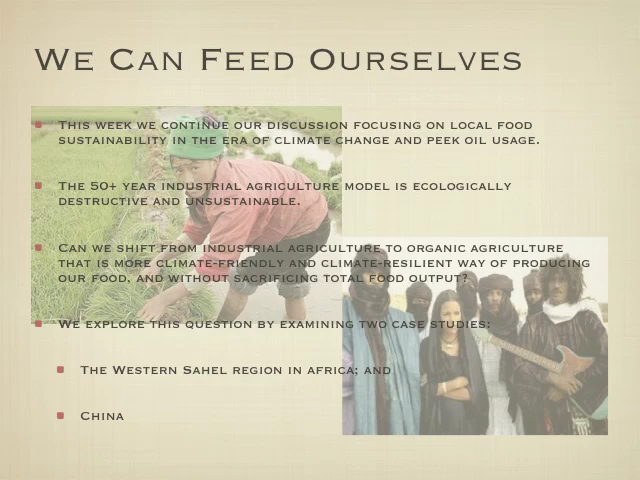 We Can Feed Ourselves
This week we continue our discussion focusing on local food
sustainability in the era of climate change and peek oil usage.
The 50+ year industrial agriculture model is ecologically
destructive and unsustainable.
Can we shift from industrial agriculture to organic agriculture
that is more climate-friendly and climate-resilient way of producing
our food, and without sacrificing total food output?
We explore this question by examining two case studies:
The Western Sahel region in africa; and
China